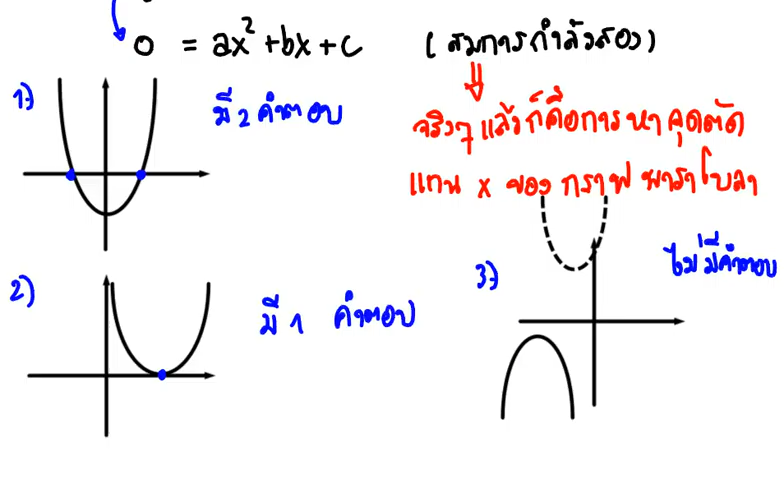 0 = ax² + bx + c (สมการกำลังสอง)
จริงๆ แล้วก็คือการหาจุดตัด
แกน x ของ กราฟ พาราโบลา
1) มี 2 คำตอบ
2) มี 1 คำตอบ
3) ไม่มีคำตอบ